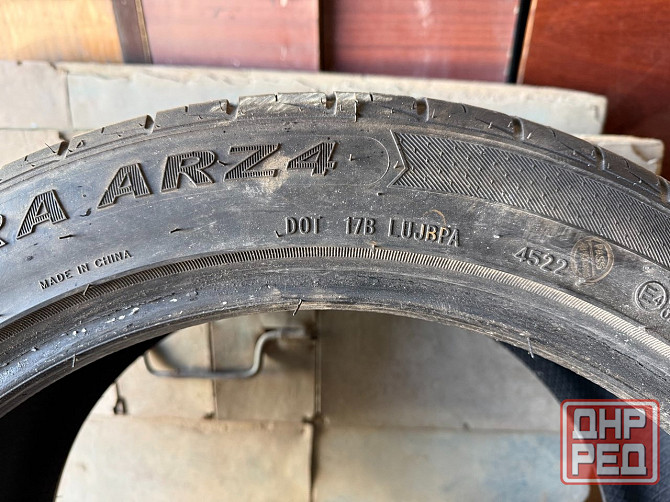 RA ARZ4
DOT 17B LUJBPA 4522
MADE IN CHINA
ДНР
РЕД